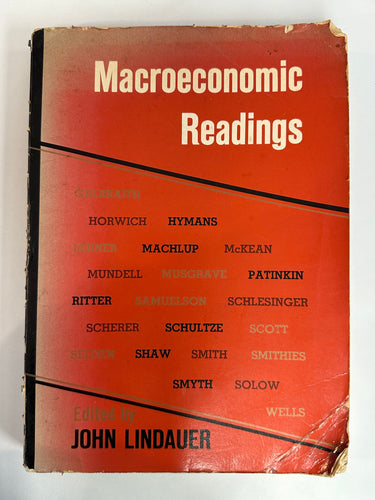 Macroeconomic
Readings
GALBRAITH
HORWICH HYMANS
LERNER MACHLUP McKEAN
MUNDELL MUSGRAVE PATINKIN
RITTER SAMUELSON SCHLESINGER
SCHERER SCHULTZE SCOTT
SELDEN SHAW SMITH SMITHIES
SMYTH SOLOW
WELLS
Edited by
JOHN LINDAUER